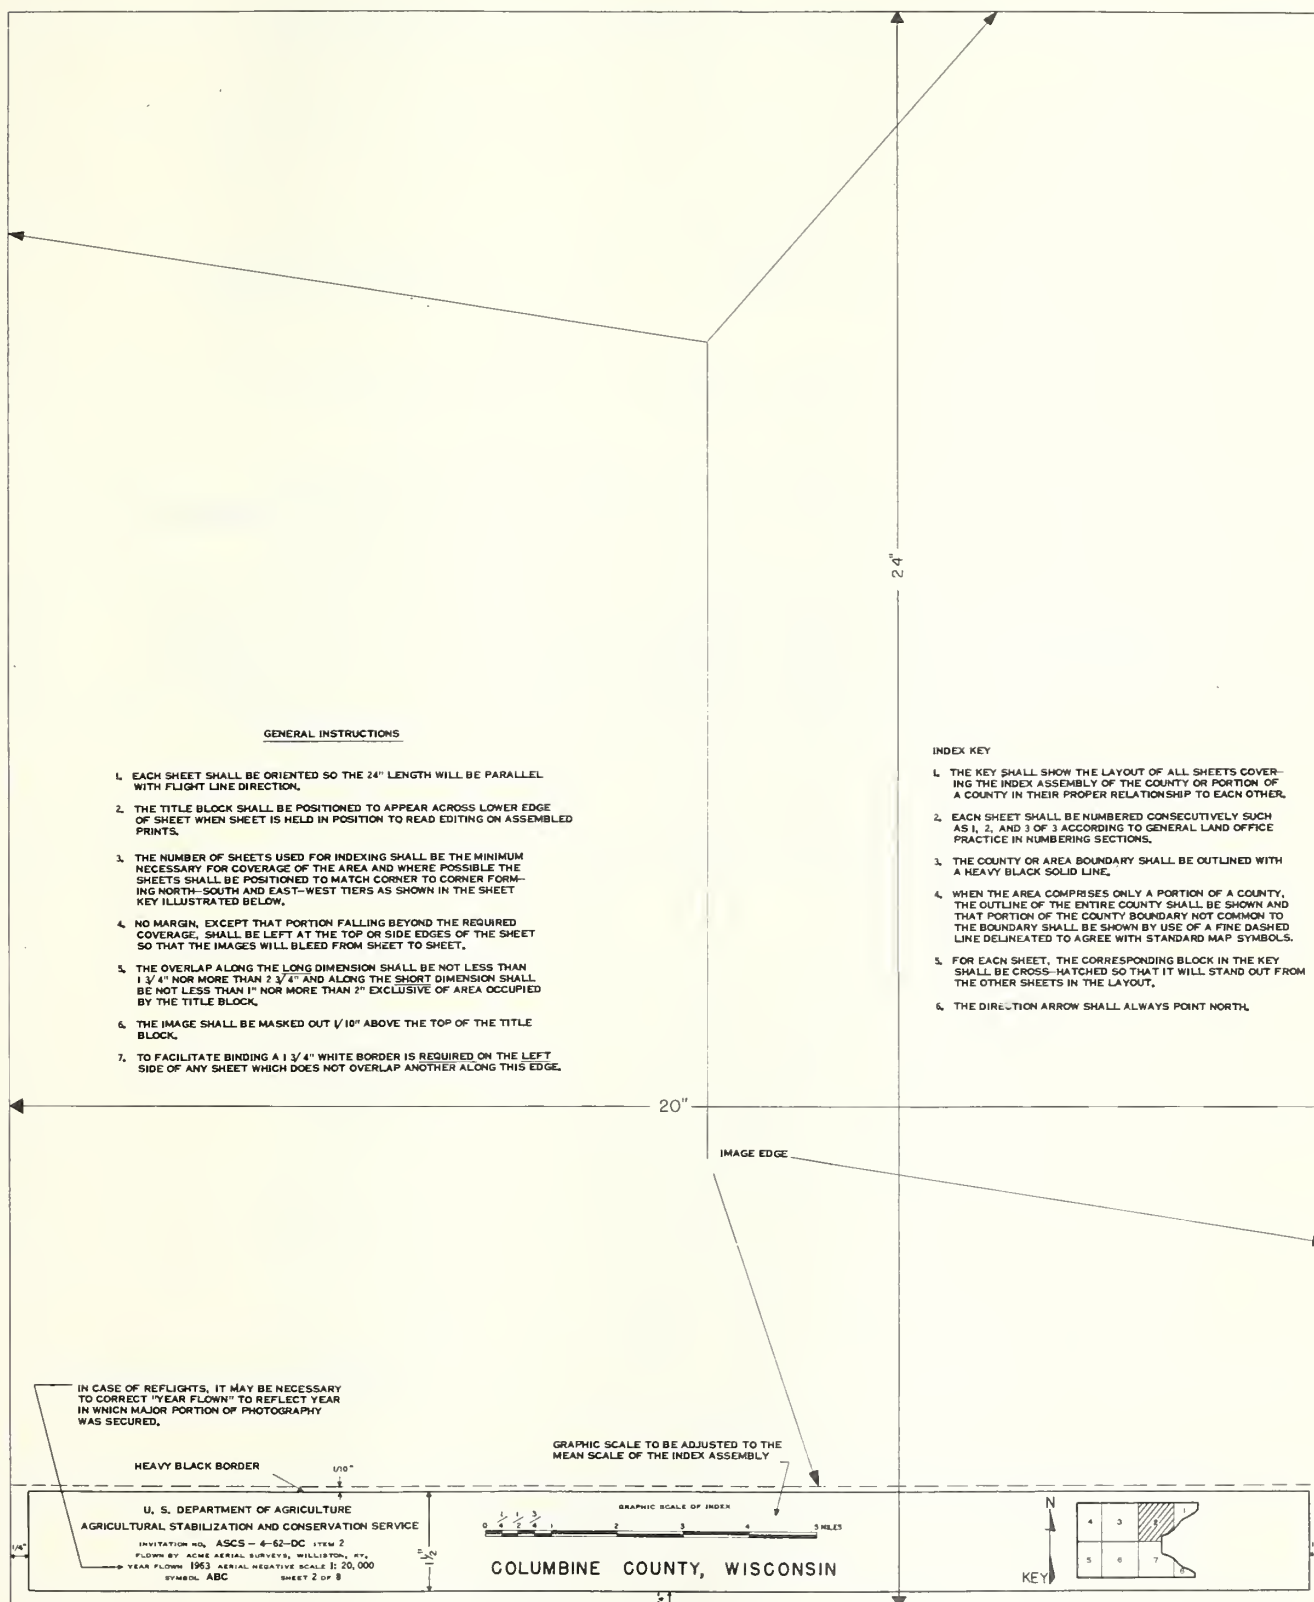 24"
GENERAL INSTRUCTIONS
1. EACH SHEET SHALL BE ORIENTED SO THE 24" LENGTH WILL BE PARALLEL
WITH FLIGHT LINE DIRECTION.
2. THE TITLE BLOCK SHALL BE POSITIONED TO APPEAR ACROSS LOWER EDGE
OF SHEET WHEN SHEET IS HELD IN POSITION TO READ EDITING ON ASSEMBLED
PRINTS.
3. THE NUMBER OF SHEETS USED FOR INDEXING SHALL BE THE MINIMUM
NECESSARY FOR COVERAGE OF THE AREA AND WHERE POSSIBLE THE
SHEETS SHALL BE POSITIONED TO MATCH CORNER TO CORNER FORM-
ING NORTH-SOUTH AND EAST-WEST TIERS AS SHOWN IN THE SHEET
KEY ILLUSTRATED BELOW.
4. NO MARGIN, EXCEPT THAT PORTION FALLING BEYOND THE REQUIRED
COVERAGE, SHALL BE LEFT AT THE TOP OR SIDE EDGES OF THE SHEET
SO THAT THE IMAGES WILL BLEED FROM SHEET TO SHEET.
5. THE OVERLAP ALONG THE LONG DIMENSION SHALL BE NOT LESS THAN
1 3/4" NOR MORE THAN 2 3/4" AND ALONG THE SHORT DIMENSION SHALL
BE NOT LESS THAN 1" NOR MORE THAN 2" EXCLUSIVE OF AREA OCCUPIED
BY THE TITLE BLOCK.
6. THE IMAGE SHALL BE MASKED OUT 1/10" ABOVE THE TOP OF THE TITLE
BLOCK.
7. TO FACILITATE BINDING A 1 3/4" WHITE BORDER IS REQUIRED ON THE LEFT
SIDE OF ANY SHEET WHICH DOES NOT OVERLAP ANOTHER ALONG THIS EDGE.
INDEX KEY
1. THE KEY SHALL SHOW THE LAYOUT OF ALL SHEETS COVER-
ING THE INDEX ASSEMBLY OF THE COUNTY OR PORTION OF
A COUNTY IN THEIR PROPER RELATIONSHIP TO EACH OTHER.
2. EACH SHEET SHALL BE NUMBERED CONSECUTIVELY SUCH
AS 1, 2, AND 3 OF 3 ACCORDING TO GENERAL LAND OFFICE
PRACTICE IN NUMBERING SECTIONS.
3. THE COUNTY OR AREA BOUNDARY SHALL BE OUTLINED WITH
A HEAVY BLACK SOLID LINE.
4. WHEN THE AREA COMPRISES ONLY A PORTION OF A COUNTY,
THE OUTLINE OF THE ENTIRE COUNTY SHALL BE SHOWN AND
THAT PORTION OF THE COUNTY BOUNDARY NOT COMMON TO
THE BOUNDARY SHALL BE SHOWN BY USE OF A FINE DASHED
LINE DELINEATED TO AGREE WITH STANDARD MAP SYMBOLS.
5. FOR EACH SHEET, THE CORRESPONDING BLOCK IN THE KEY
SHALL BE CROSS-HATCHED SO THAT IT WILL STAND OUT FROM
THE OTHER SHEETS IN THE LAYOUT.
6. THE DIRECTION ARROW SHALL ALWAYS POINT NORTH.
20"
IMAGE EDGE
IN CASE OF REFLIGHTS, IT MAY BE NECESSARY
TO CORRECT "YEAR FLOWN" TO REFLECT YEAR
IN WHICH MAJOR PORTION OF PHOTOGRAPHY
WAS SECURED.
HEAVY BLACK BORDER
1/10"
GRAPHIC SCALE TO BE ADJUSTED TO THE
MEAN SCALE OF THE INDEX ASSEMBLY
1/4"
U. S. DEPARTMENT OF AGRICULTURE
AGRICULTURAL STABILIZATION AND CONSERVATION SERVICE
INVITATION NO. ASCS - 4-62-DC ITEM 2
FLOWN BY ACME AERIAL SURVEYS, WILLISTON, KY.
YEAR FLOWN 1963 AERIAL NEGATIVE SCALE 1: 20,000
SYMBOL ABC SHEET 2 OF 8
1 1/2"
GRAPHIC SCALE OF INDEX
0 1/4 1/2 3/4 1 2 3 4 5 MILES
COLUMBINE COUNTY, WISCONSIN
N
KEY
4 3 2 1
5 6 7 8